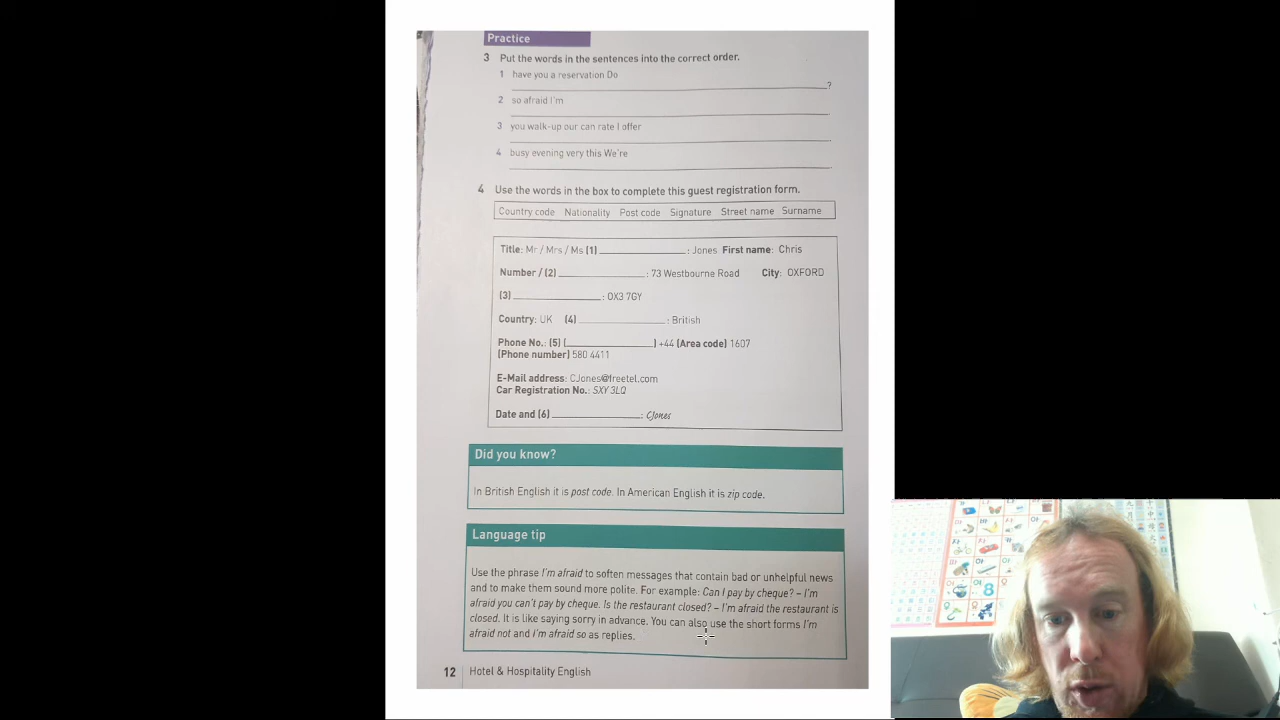 Practice
3 Put the words in the sentences into the correct order.
1 have you a reservation Do
?
2 so afraid I'm
3 you walk-up our can rate I offer
4 busy evening very this We're
4 Use the words in the box to complete this guest registration form.
Country code Nationality Post code Signature Street name Surname
Title: Mr / Mrs / Ms (1) : Jones First name: Chris
Number / (2) : 73 Westbourne Road City: OXFORD
(3) : OX3 7GY
Country: UK (4) : British
Phone No.: (5) ( ) +44 (Area code) 1607
(Phone number) 580 4411
E-Mail address: CJones@freetel.com
Car Registration No.: SXY 3LQ
Date and (6) : CJones
Did you know?
In British English it is post code. In American English it is zip code.
Language tip
Use the phrase I'm afraid to soften messages that contain bad or unhelpful news
and to make them sound more polite. For example: Can I pay by cheque? – I'm
afraid you can't pay by cheque. Is the restaurant closed? – I'm afraid the restaurant is
closed. It is like saying sorry in advance. You can also use the short forms I'm
afraid not and I'm afraid so as replies.
12 Hotel & Hospitality English